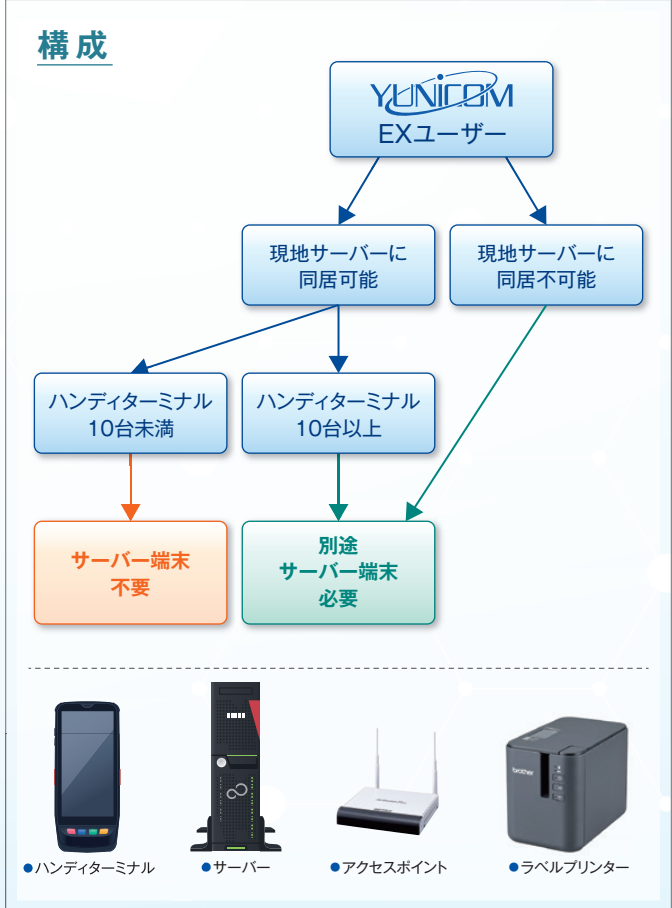 構成
YUNICOM
EXユーザー
現地サーバーに
同居可能
現地サーバーに
同居不可能
ハンディターミナル
10台未満
ハンディターミナル
10台以上
サーバー端末
不要
別途
サーバー端末
必要
brother
●ハンディターミナル
●サーバー
●アクセスポイント
●ラベルプリンター